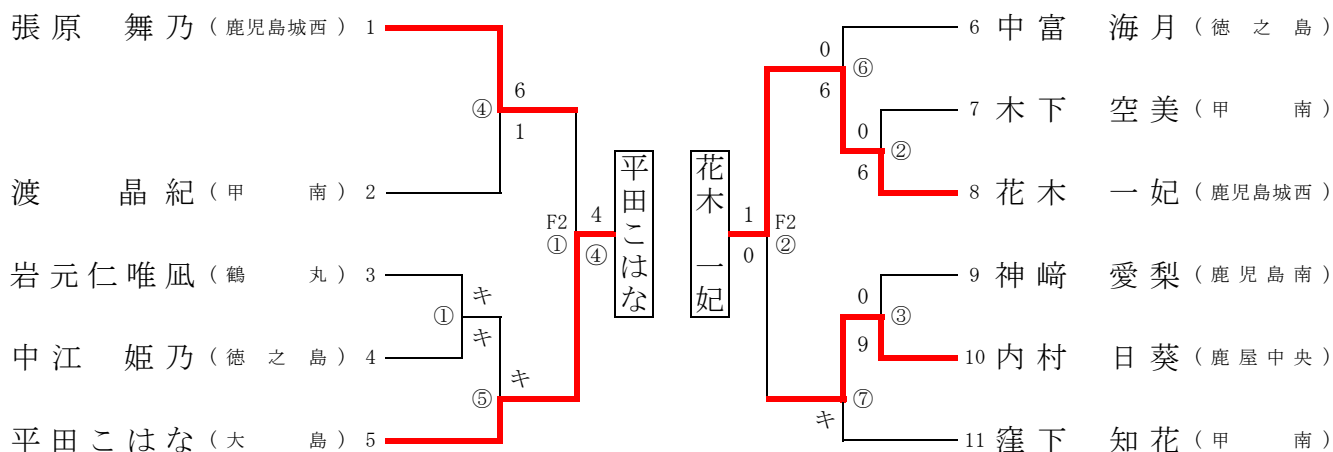 張原 舞乃 (鹿児島城西) 1
渡 晶紀 (甲南) 2
岩元仁唯凪 (鶴丸) 3
中江 姫乃 (徳之島) 4
平田こはな (大島) 5
④
6
1
①
キ
キ
⑤
キ
F2
①
4
④
平田こはな
花木 一妃
1
0
F2
②
0
⑥
6
0
②
6
0
③
9
⑦
キ
6 中富 海月 (徳之島)
7 木下 空美 (甲南)
8 花木 一妃 (鹿児島城西)
9 神﨑 愛梨 (鹿児島南)
10 内村 日葵 (鹿屋中央)
11 窪下 知花 (甲南)